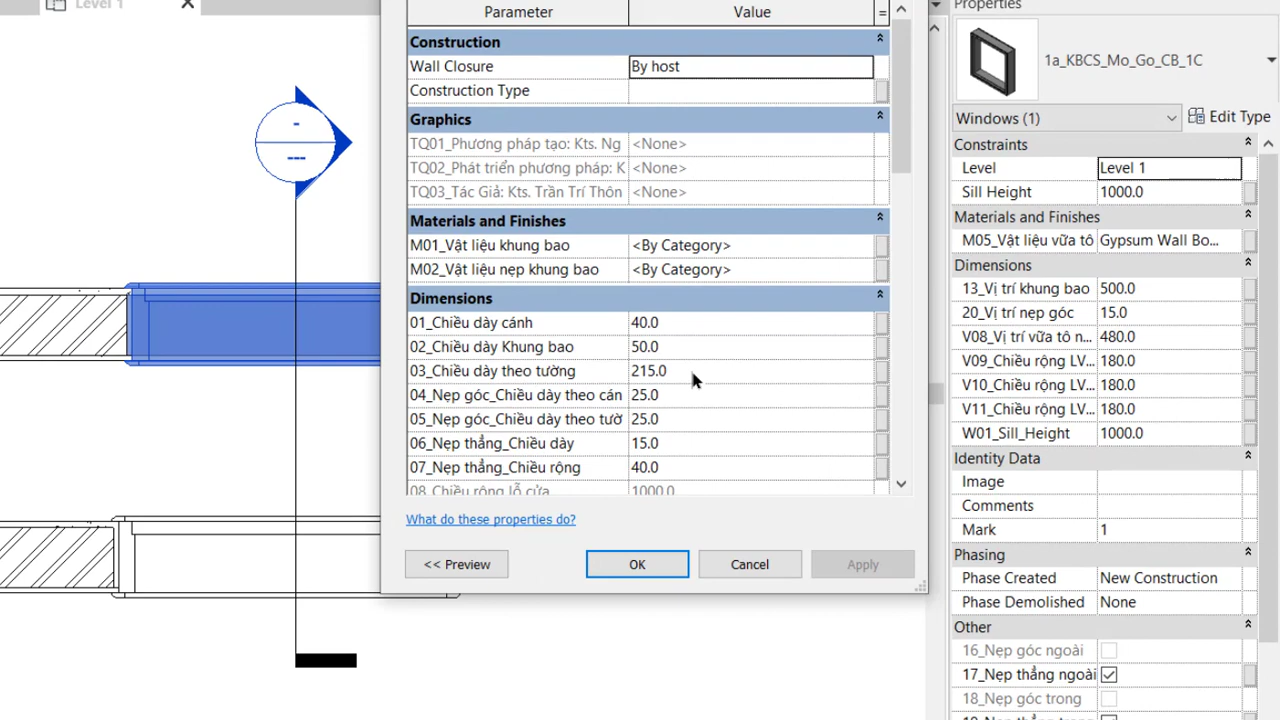 Level 1
Parameter Value =
Construction
Wall Closure By host
Construction Type
Graphics
TQ01_Phương pháp tạo: Kts. Ng <None>
TQ02_Phát triển phương pháp: K <None>
TQ03_Tác Giả: Kts. Trần Trí Thôn <None>
Materials and Finishes
M01_Vật liệu khung bao <By Category>
M02_Vật liệu nẹp khung bao <By Category>
Dimensions
01_Chiều dày cánh 40.0
02_Chiều dày Khung bao 50.0
03_Chiều dày theo tường 215.0
04_Nẹp góc_Chiều dày theo cán 25.0
05_Nẹp góc_Chiều dày theo tườ 25.0
06_Nẹp thẳng_Chiều dày 15.0
07_Nẹp thẳng_Chiều rộng 40.0
08_Chiều rộng lỗ cửa 1000.0
What do these properties do?
<< Preview OK Cancel Apply
-
---
Properties
1a_KBCS_Mo_Go_CB_1C
Windows (1) Edit Type
Constraints
Level Level 1
Sill Height 1000.0
Materials and Finishes
M05_Vật liệu vữa tô Gypsum Wall Bo...
Dimensions
13_Vị trí khung bao 500.0
20_Vị trí nẹp góc 15.0
V08_Vị trí vữa tô n... 480.0
V09_Chiều rộng LV... 180.0
V10_Chiều rộng LV... 180.0
V11_Chiều rộng LV... 180.0
W01_Sill_Height 1000.0
Identity Data
Image
Comments
Mark 1
Phasing
Phase Created New Construction
Phase Demolished None
Other
16_Nẹp góc ngoài
17_Nẹp thẳng ngoài
18_Nẹp góc trong